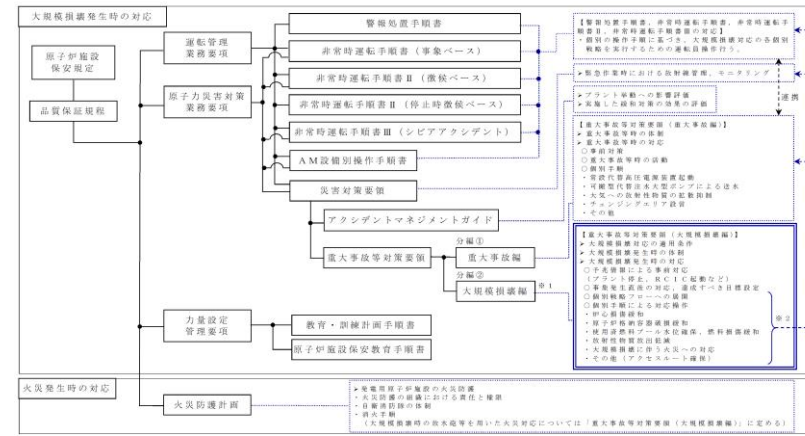 大規模損壊発生時の対応
原子炉施設
保安規定
品質保証規程
運転管理
業務要項
原子力災害対策
業務要項
警報処置手順書
非常時運転手順書（事象ベース）
非常時運転手順書Ⅱ（徴候ベース）
非常時運転手順書Ⅱ（停止時徴候ベース）
非常時運転手順書Ⅲ（シビアアクシデント）
AM設備別操作手順書
災害対策要領
アクシデントマネジメントガイド
重大事故等対策要領
分編①
重大事故編
分編②
大規模損壊編
※1
力量設定
管理要項
教育・訓練計画手順書
原子炉施設保安教育手順書
【警報処置手順書、非常時運転手順書、非常時運転手
順書Ⅱ、非常時運転手順書Ⅲの対応】
・個別の操作手順に基づき、大規模損壊対応の各個別
戦略を実行するための運転員操作行う。
➢緊急作業時における放射線管理、モニタリング
➢プラント挙動への影響評価
➢実施した緩和対策の効果の評価
連携
【重大事故等対策要領（重大事故編）】
➢重大事故等時の体制
➢重大事故等時の対応
○事前対策
○重大事故等時の活動
○個別手順
・常設代替高圧電源装置起動
・可搬型代替注水大型ポンプによる送水
・大気への放射性物質の拡散抑制
・チェンジングエリア設営
・その他
【重大事故等対策要領（大規模損壊編）】
➢大規模損壊対応の適用条件
➢大規模損壊発生時の体制
➢大規模損壊発生時の対応
○予兆情報による事前対応
（プラント停止、RCIC起動など）
○事象発生直後の対応、達成すべき目標設定
○個別戦略フローへの展開
○個別手順による対応操作
・炉心損傷緩和
・原子炉格納容器破損緩和
・使用済燃料プール水位確保、燃料損傷緩和
・放射性物質放出低減
・大規模損壊に伴う火災への対応
・その他（アクセスルート確保）
※2
火災発生時の対応
火災防護計画
➢発電用原子炉施設の火災防護
・火災防護の組織における責任と権限
・自衛消防隊の体制
・消火手順
（大規模損壊時の放水砲等を用いた火災対応については「重大事故等対策要領（大規模損壊編）」に定める）